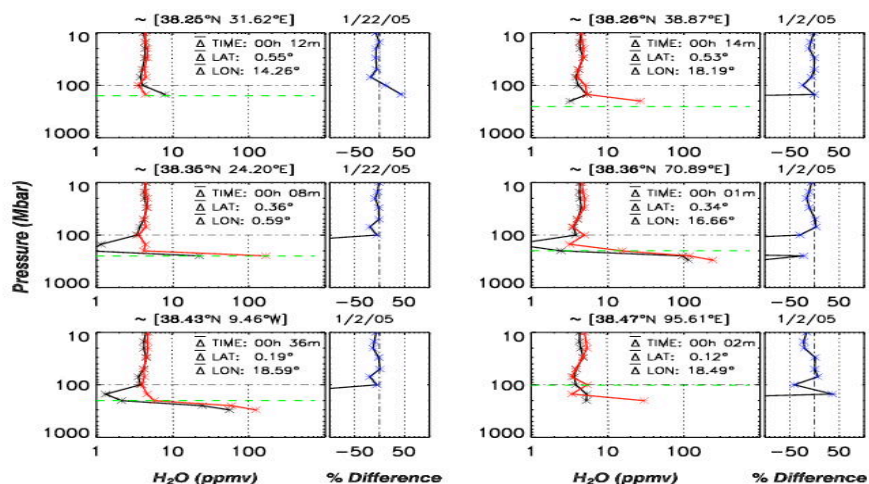 ~ [38.25°N 31.62°E] 1/22/05
~ [38.26°N 38.87°E] 1/2/05
10
100
1000
Δ TIME: 00h 12m
Δ LAT: 0.55°
Δ LON: 14.26°
1 10 100 −50 50
10
100
1000
Δ TIME: 00h 14m
Δ LAT: 0.53°
Δ LON: 18.19°
1 10 100 −50 50
~ [38.35°N 24.20°E] 1/22/05
~ [38.36°N 70.89°E] 1/2/05
Pressure (Mbar)
10
100
1000
Δ TIME: 00h 08m
Δ LAT: 0.36°
Δ LON: 0.59°
1 10 100 −50 50
10
100
1000
Δ TIME: 00h 01m
Δ LAT: 0.34°
Δ LON: 16.66°
1 10 100 −50 50
~ [38.43°N 9.46°W] 1/2/05
~ [38.47°N 95.61°E] 1/2/05
10
100
1000
Δ TIME: 00h 36m
Δ LAT: 0.19°
Δ LON: 18.59°
1 10 100 −50 50
10
100
1000
Δ TIME: 00h 02m
Δ LAT: 0.12°
Δ LON: 18.49°
1 10 100 −50 50
H₂O (ppmv) % Difference
H₂O (ppmv) % Difference